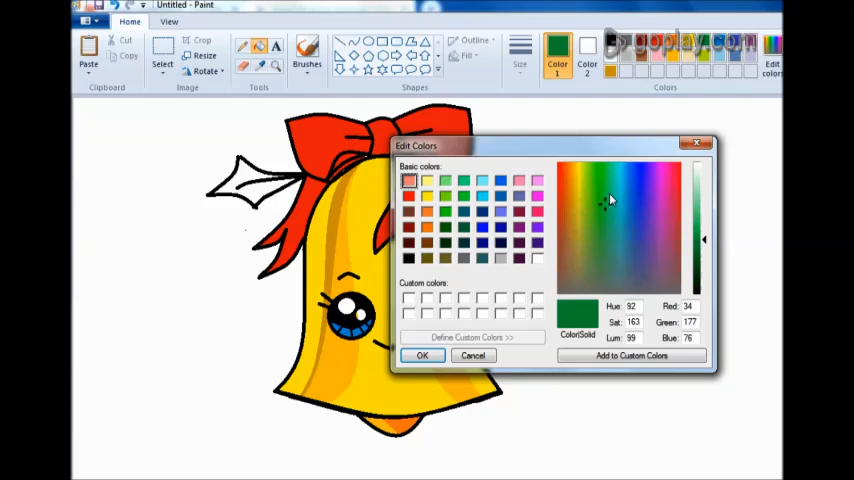 Untitled - Paint
Home View
Cut
Copy
Paste
Clipboard
Select
Crop
Resize
Rotate
Image
A
Tools
Brushes
Outline
Fill
Shapes
Size
Color
1
Color
2
Colors
Edit
colors
goplay.com
Edit Colors
Basic colors:
Custom colors:
Define Custom Colors >>
OK
Cancel
Color|Solid
Hue: 92
Sat: 163
Lum: 99
Red: 34
Green: 177
Blue: 76
Add to Custom Colors